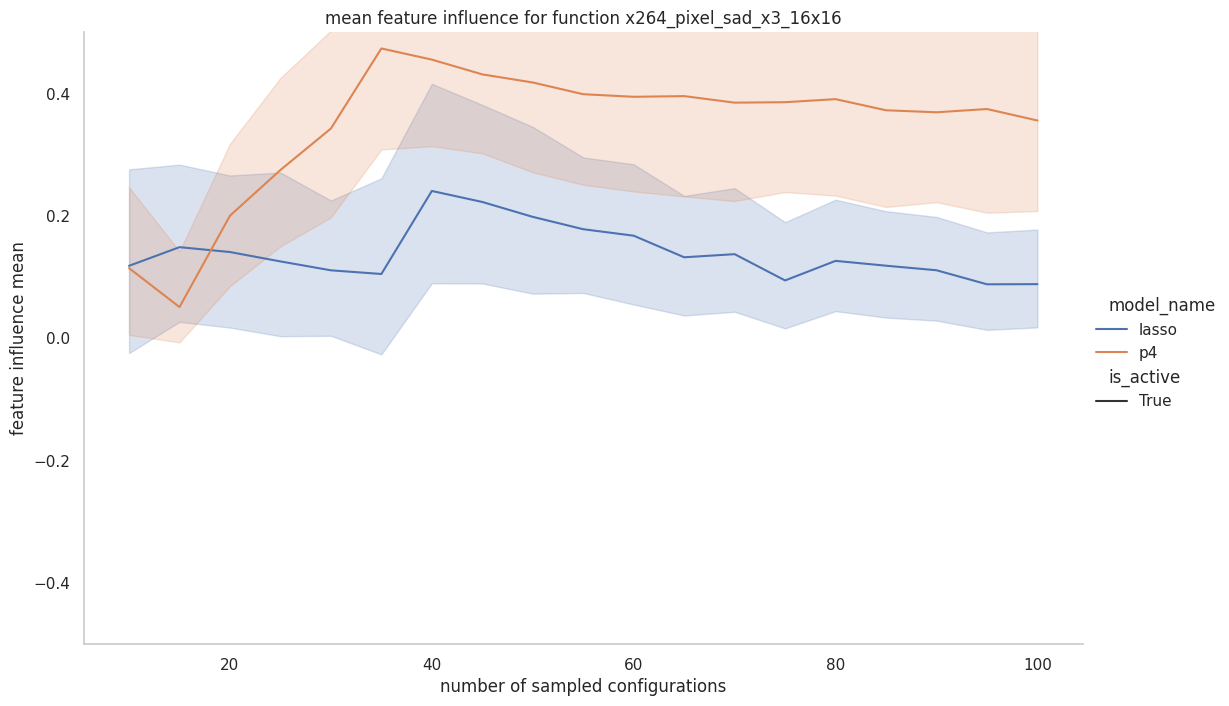 mean feature influence for function x264_pixel_sad_x3_16x16
feature influence mean
0.4
0.2
0.0
−0.2
−0.4
20
40
60
80
100
number of sampled configurations
model_name
lasso
p4
is_active
True